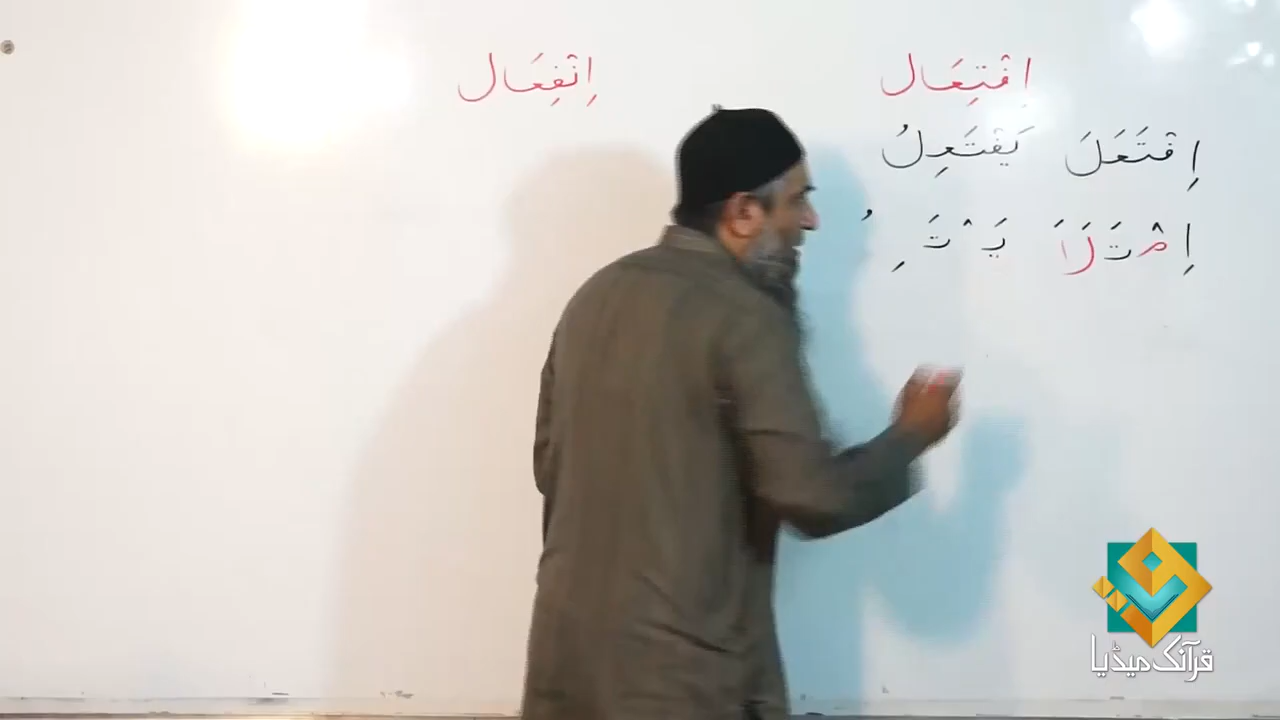 اِفْتِعَال اِنْفِعَال
اِفْتَعَلَ يَفْتَعِلُ
قرآنک میڈیا